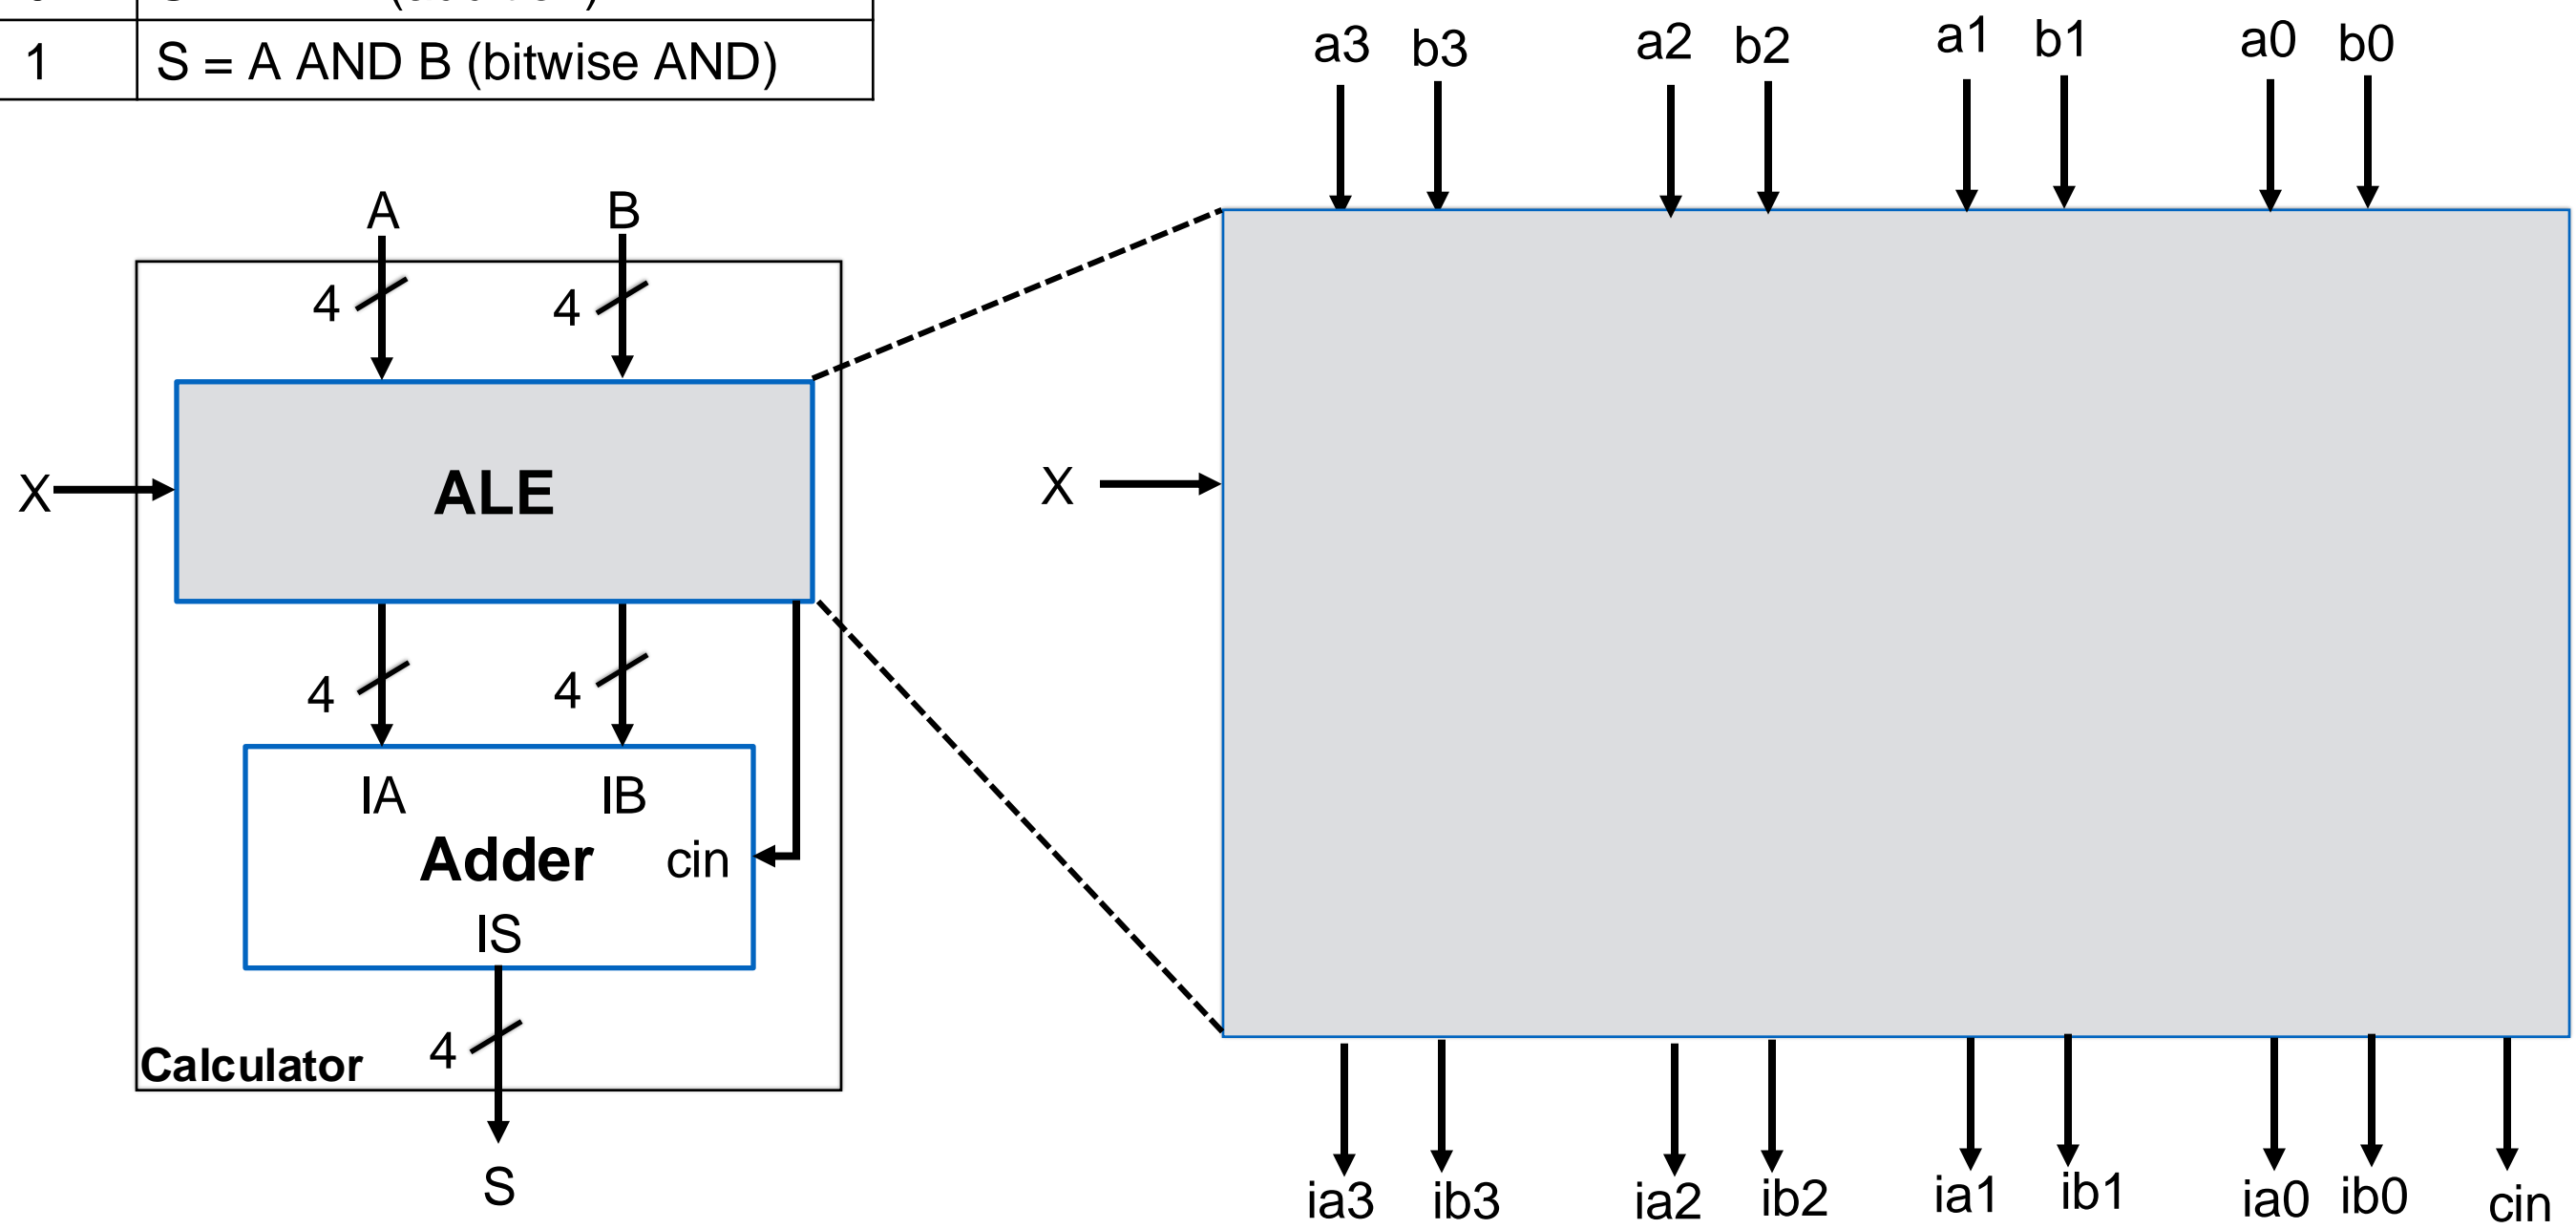 1 S = A AND B (bitwise AND)
a3 b3 a2 b2 a1 b1 a0 b0
A B
4 4
X ALE X
4 4
IA IB
Adder cin
IS
4
Calculator
S
ia3 ib3 ia2 ib2 ia1 ib1 ia0 ib0 cin